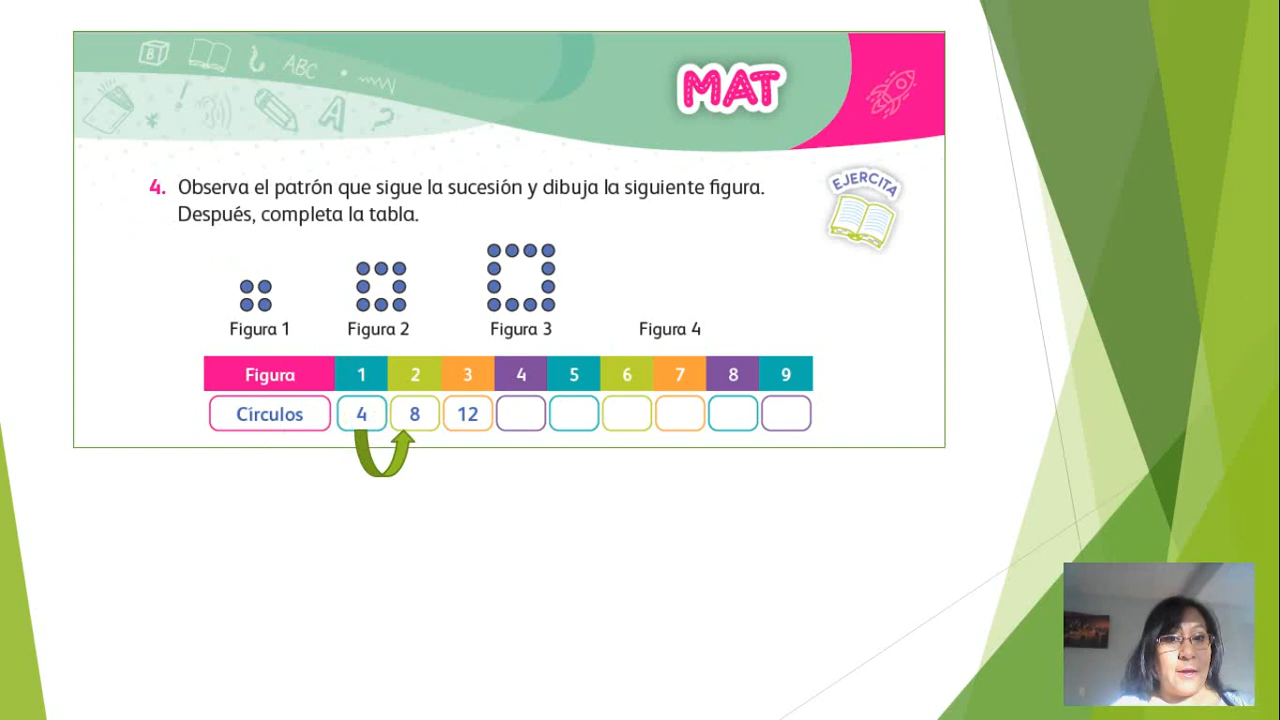 B
ABC
A
?
MAT
4. Observa el patrón que sigue la sucesión y dibuja la siguiente figura.
Después, completa la tabla.
EJERCITA
Figura 1 Figura 2 Figura 3 Figura 4
Figura 1 2 3 4 5 6 7 8 9
Círculos 4 8 12